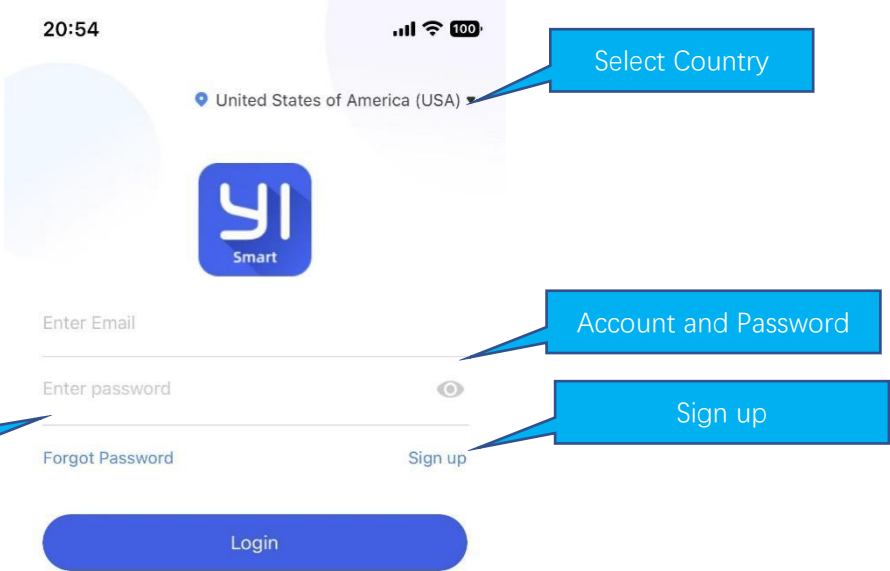 20:54
100
Select Country
United States of America (USA)
YI
Smart
Enter Email
Account and Password
Enter password
Sign up
Forgot Password
Sign up
Login